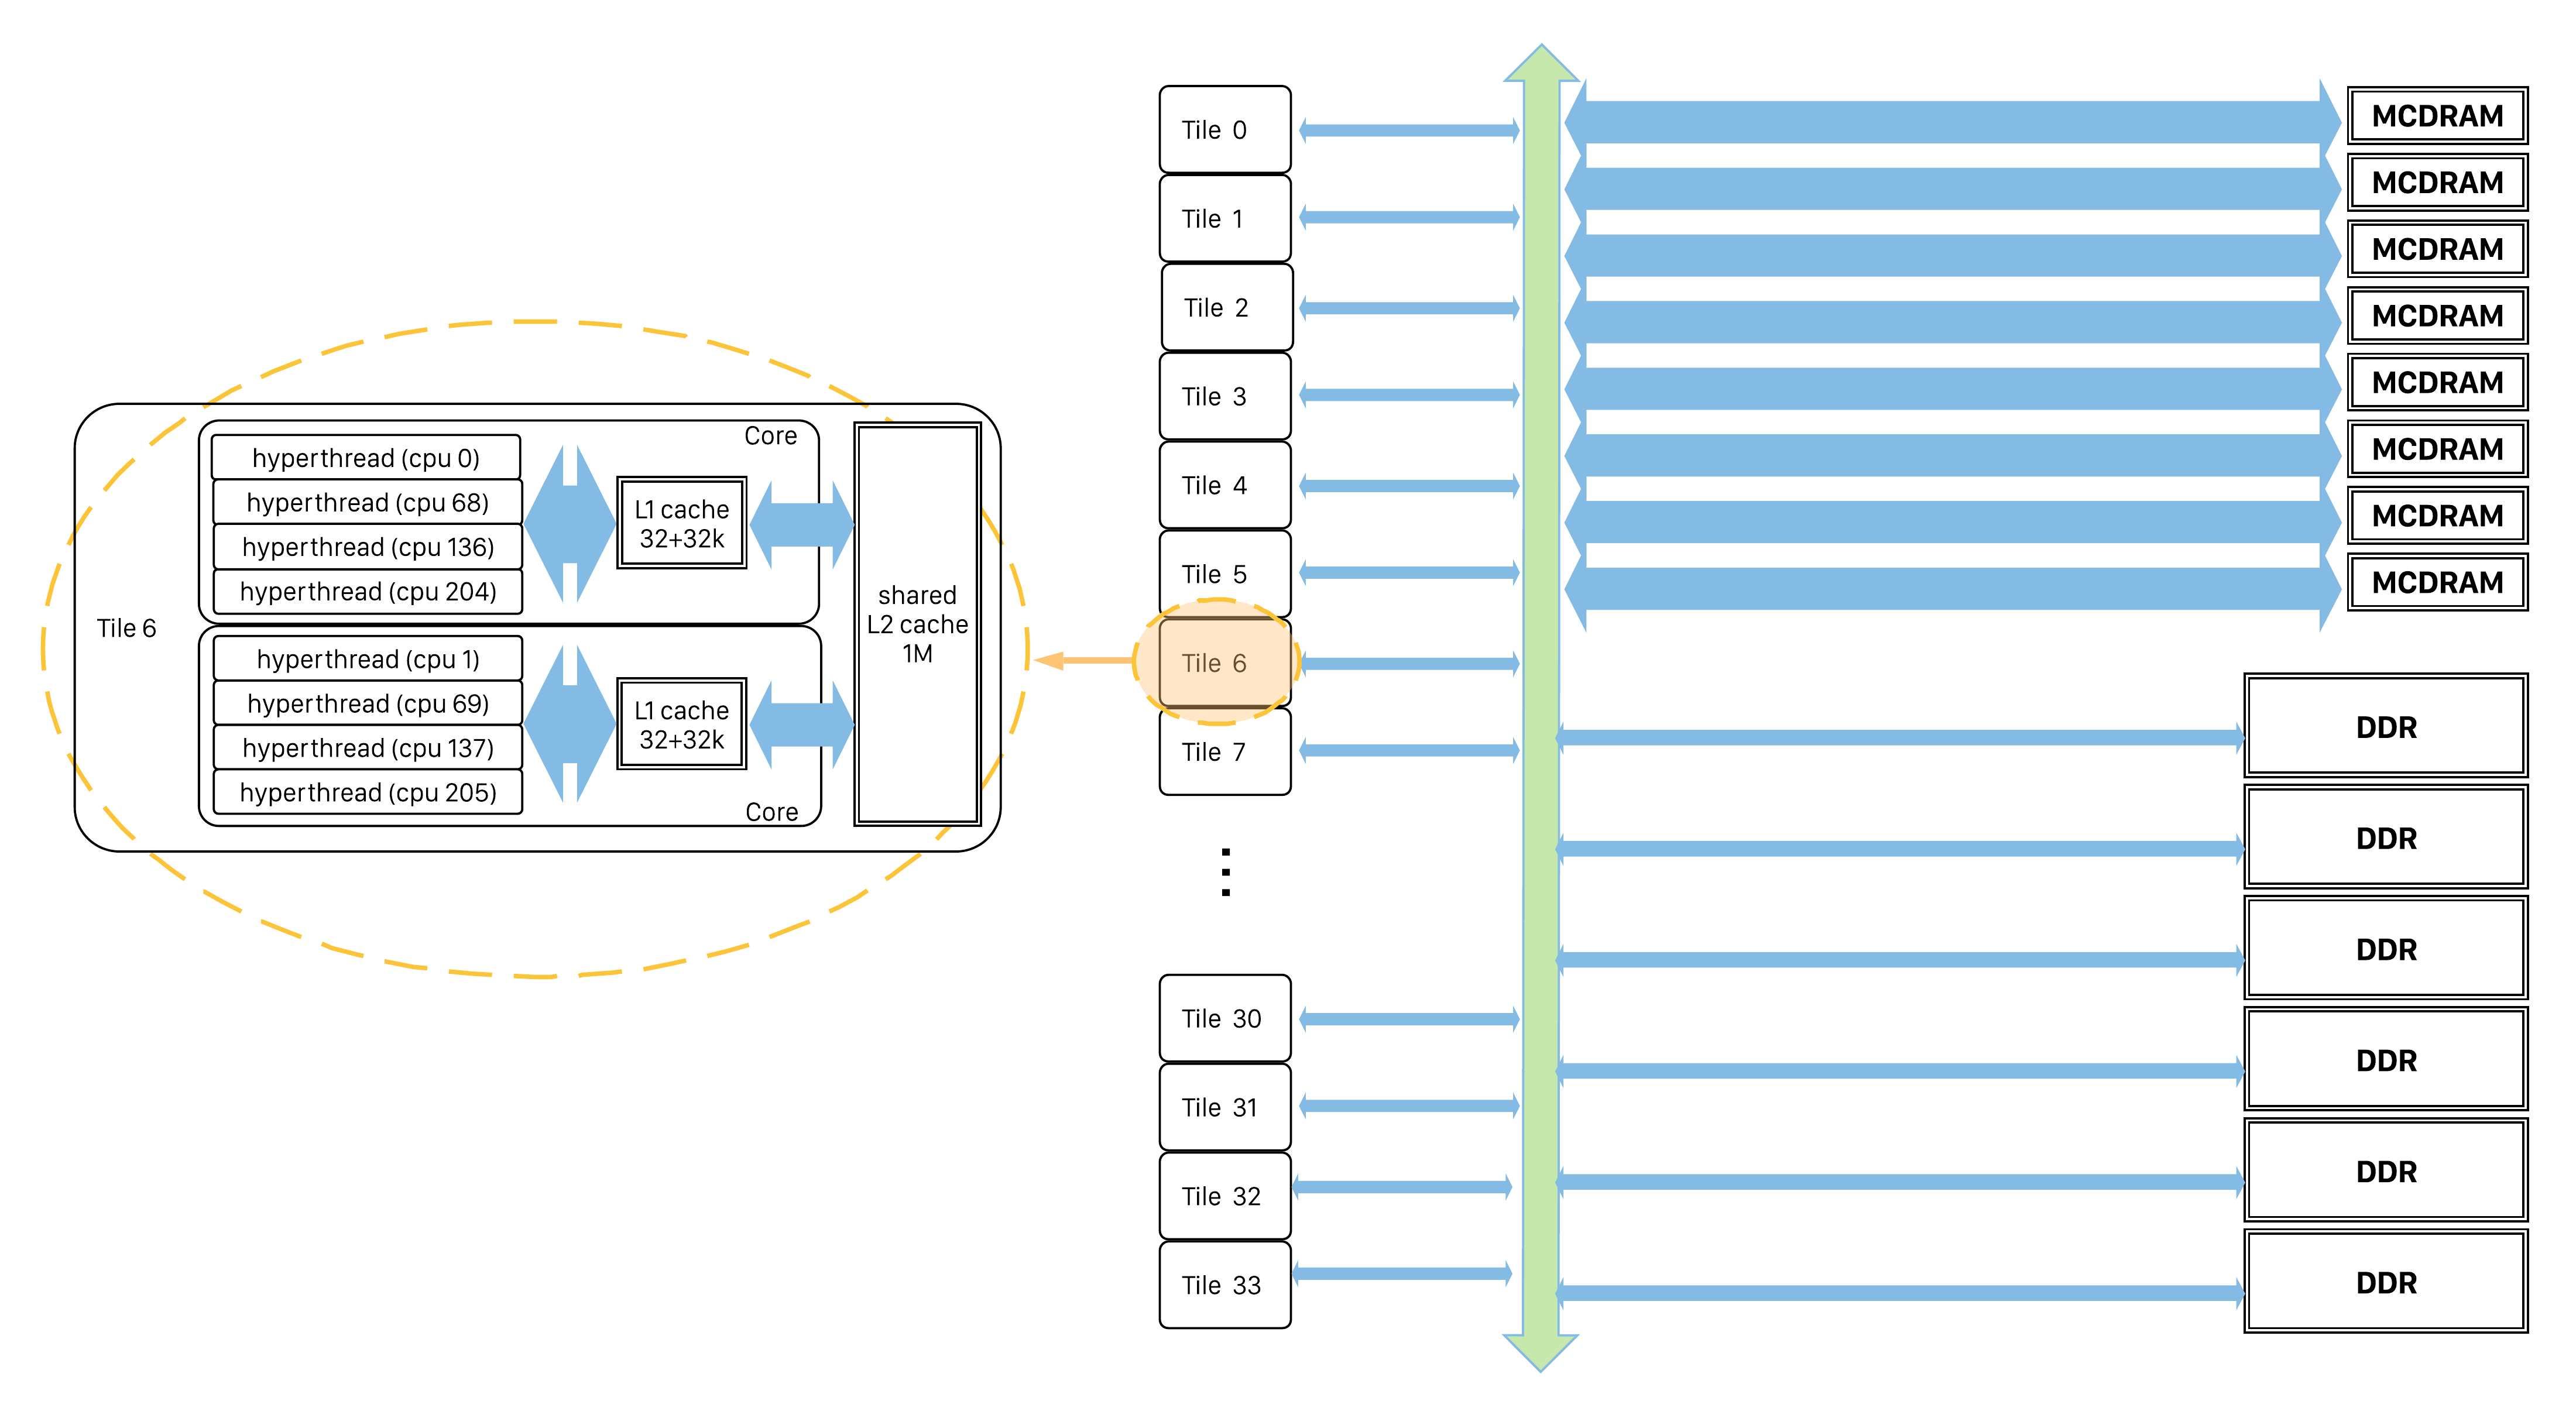 Tile 6
Core
hyperthread (cpu 0)
hyperthread (cpu 68)
hyperthread (cpu 136)
hyperthread (cpu 204)
L1 cache
32+32k
hyperthread (cpu 1)
hyperthread (cpu 69)
hyperthread (cpu 137)
hyperthread (cpu 205)
L1 cache
32+32k
Core
shared
L2 cache
1M
Tile 0
Tile 1
Tile 2
Tile 3
Tile 4
Tile 5
Tile 6
Tile 7
⋮
Tile 30
Tile 31
Tile 32
Tile 33
MCDRAM
MCDRAM
MCDRAM
MCDRAM
MCDRAM
MCDRAM
MCDRAM
MCDRAM
DDR
DDR
DDR
DDR
DDR
DDR